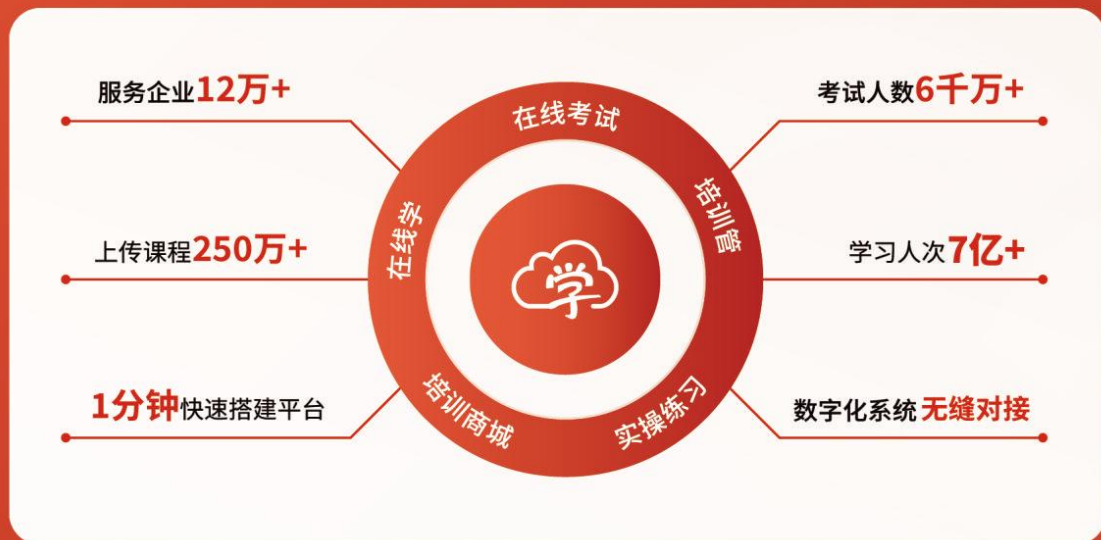 服务企业12万+
考试人数6千万+
在线考试
培训管
在线学
上传课程250万+
学习人次7亿+
学
1分钟快速搭建平台
培训商城
实操练习
数字化系统 无缝对接